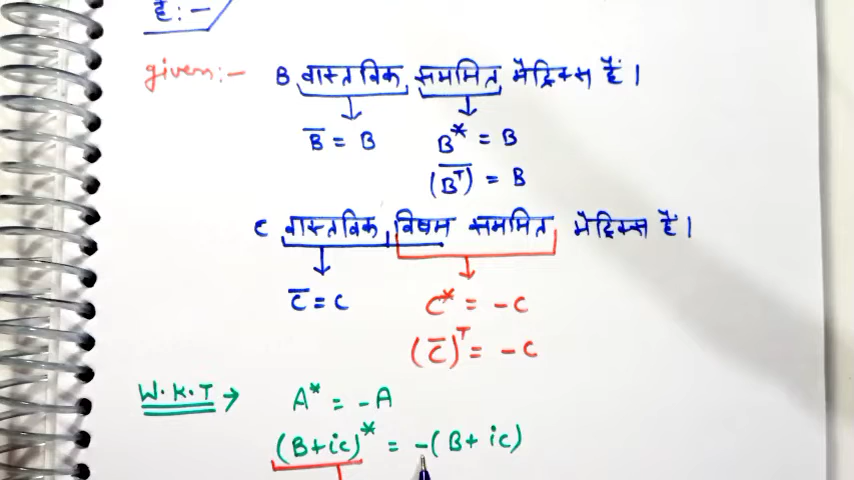 है :-
given:- B वास्तविक सममित मैट्रिक्स है।
B̅ = B B* = B
(B̅ᵀ) = B
C वास्तविक, विषम सममित मैट्रिक्स है।
C̅ = C C* = -C
(C̅)ᵀ = -C
W.K.T → A* = -A
(B+iC)* = -(B+iC)